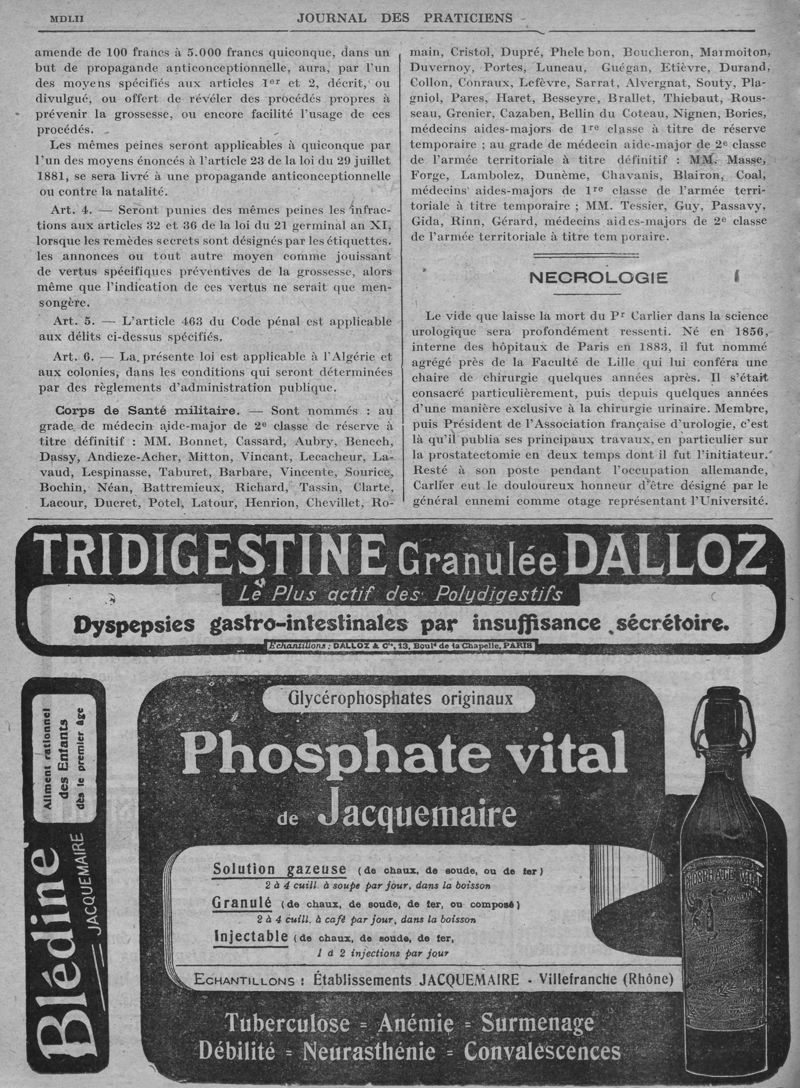 MDLII
JOURNAL DES PRATICIENS
amende de 100 francs à 5.000 francs quiconque, dans un
but de propagande anticonceptionnelle, aura, par l'un
des moyens spécifiés aux articles 1er et 2, décrit, ou
divulgué, ou offert de révéler des procédés propres à
prévenir la grossesse, ou encore facilité l'usage de ces
procédés.
Les mêmes peines seront applicables à quiconque par
l'un des moyens énoncés à l'article 23 de la loi du 29 juillet
1881, se sera livré à une propagande anticonceptionnelle
ou contre la natalité.
Art. 4. — Seront punies des mêmes peines les infrac-
tions aux articles 32 et 36 de la loi du 21 germinal an XI,
lorsque les remèdes secrets sont désignés par les étiquettes.
les annonces ou tout autre moyen comme jouissant
de vertus spécifiques préventives de la grossesse, alors
même que l'indication de ces vertus ne serait que men-
songère.
Art. 5. — L'article 463 du Code pénal est applicable
aux délits ci-dessus spécifiés.
Art. 6. — La présente loi est applicable à l'Algérie et
aux colonies, dans les conditions qui seront déterminées
par des règlements d'administration publique.
Corps de Santé militaire. — Sont nommés : au
grade de médecin aide-major de 2e classe de réserve à
titre définitif : MM. Bonnet, Cassard, Aubry, Benech,
Dassy, Andieze-Acher, Mitton, Vincant, Lecacheur, La-
vaud, Lespinasse, Taburet, Barbare, Vincente, Sourice,
Bochin, Néan, Battremieux, Richard, Tassin, Clarte,
Lacour, Ducret, Potel, Latour, Henrion, Chevillet, Ro-
main, Cristol, Dupré, Phele bon, Boucheron, Marmoiton,
Duvernoy, Portes, Luneau, Guégan, Etièvre, Durand,
Collon, Conraux, Lefèvre, Sarrat, Alvergnat, Souty, Pla-
gniol, Pares, Haret, Besseyre, Brallet, Thiebaut, Rous-
seau, Grenier, Cazaben, Bellin du Coteau, Nignen, Bories,
médecins aides-majors de 1re classe à titre de réserve
temporaire ; au grade de médecin aide-major de 2e classe
de l'armée territoriale à titre définitif : MM. Masse,
Forge, Lambolez, Dunème, Chavanis, Blairon, Coal,
médecins aides-majors de 1re classe de l'armée terri-
toriale à titre temporaire ; MM. Tessier, Guy, Passavy,
Gida, Rinn, Gérard, médecins aides-majors de 2e classe
de l'armée territoriale à titre tem poraire.
NECROLOGIE
Le vide que laisse la mort du Pr Carlier dans la science
urologique sera profondément ressenti. Né en 1856,
interne des hôpitaux de Paris en 1883, il fut nommé
agrégé près de la Faculté de Lille qui lui conféra une
chaire de chirurgie quelques années après. Il s'était
consacré particulièrement, puis depuis quelques années
d'une manière exclusive à la chirurgie urinaire. Membre,
puis Président de l'Association française d'urologie, c'est
là qu'il publia ses principaux travaux, en particulier sur
la prostatectomie en deux temps dont il fut l'initiateur.
Resté à son poste pendant l'occupation allemande,
Carlier eut le douloureux honneur d'être désigné par le
général ennemi comme otage représentant l'Université.
TRIDIGESTINE Granulée DALLOZ
Le Plus actif des Polydigestifs
Dyspepsies gastro-intestinales par insuffisance sécrétoire.
Echantillons : DALLOZ & Cie, 13, Boulᵈ de la Chapelle, PARIS
Blédine
JACQUEMAIRE
Aliment rationnel
des Enfants
dès le premier âge
Glycérophosphates originaux
Phosphate vital
de Jacquemaire
Solution gazeuse (de chaux, de soude, ou de fer)
2 à 4 cuill. à soupe par jour, dans la boisson
Granulé (de chaux, de soude, de fer, ou composé)
2 à 4 cuill. à café par jour, dans la boisson
Injectable (de chaux, de soude, de fer,
1 à 2 injections par jour
ECHANTILLONS : Établissements JACQUEMAIRE - Villefranche (Rhône)
Tuberculose = Anémie = Surmenage
Débilité = Neurasthénie = Convalescences
PHOSPHATE VITAL